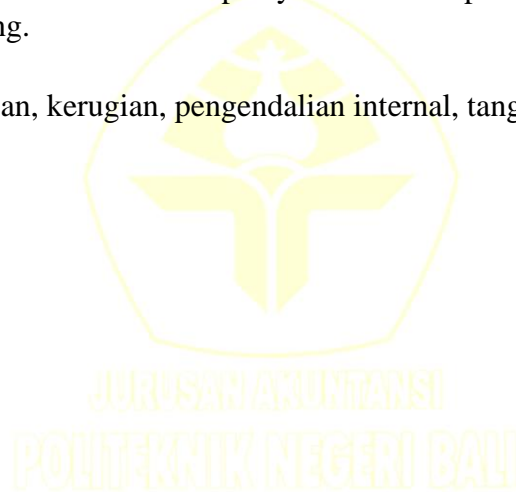 ng.
an, kerugian, pengendalian internal, tang
JURUSAN AKUNTANSI
POLITEKNIK NEGERI BALI